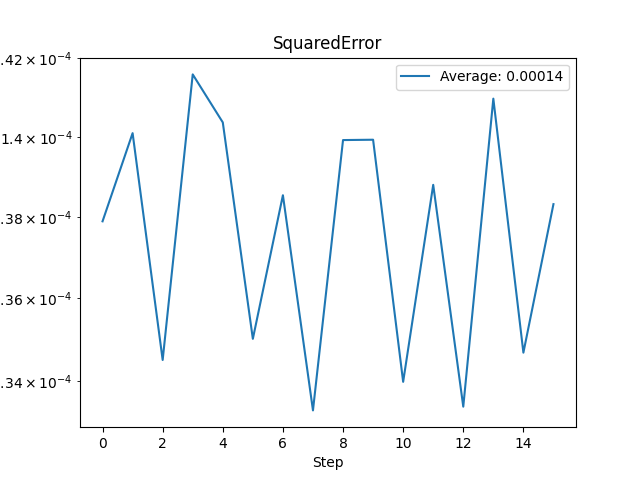 SquaredError
Average: 0.00014
.42 × 10⁻⁴
1.4 × 10⁻⁴
.38 × 10⁻⁴
.36 × 10⁻⁴
.34 × 10⁻⁴
0 2 4 6 8 10 12 14
Step